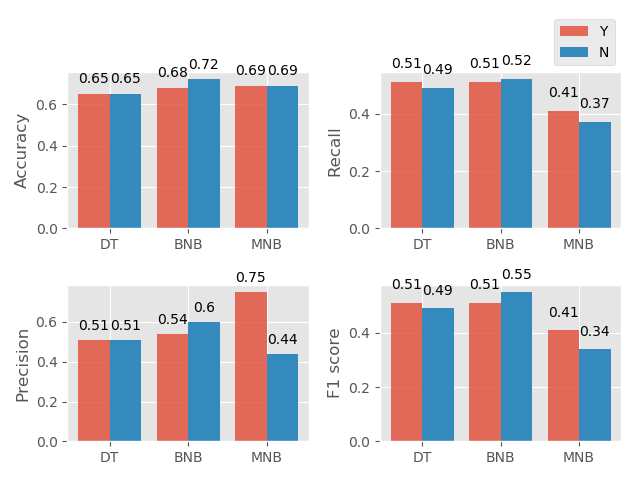 Y
N
0.65 0.65 0.68 0.72 0.69 0.69
Accuracy
0.6
0.4
0.2
0.0
DT BNB MNB
0.51 0.49 0.51 0.52 0.41 0.37
Recall
0.4
0.2
0.0
DT BNB MNB
0.51 0.51 0.54 0.6 0.75 0.44
Precision
0.6
0.4
0.2
0.0
DT BNB MNB
0.51 0.49 0.51 0.55 0.41 0.34
F1 score
0.4
0.2
0.0
DT BNB MNB